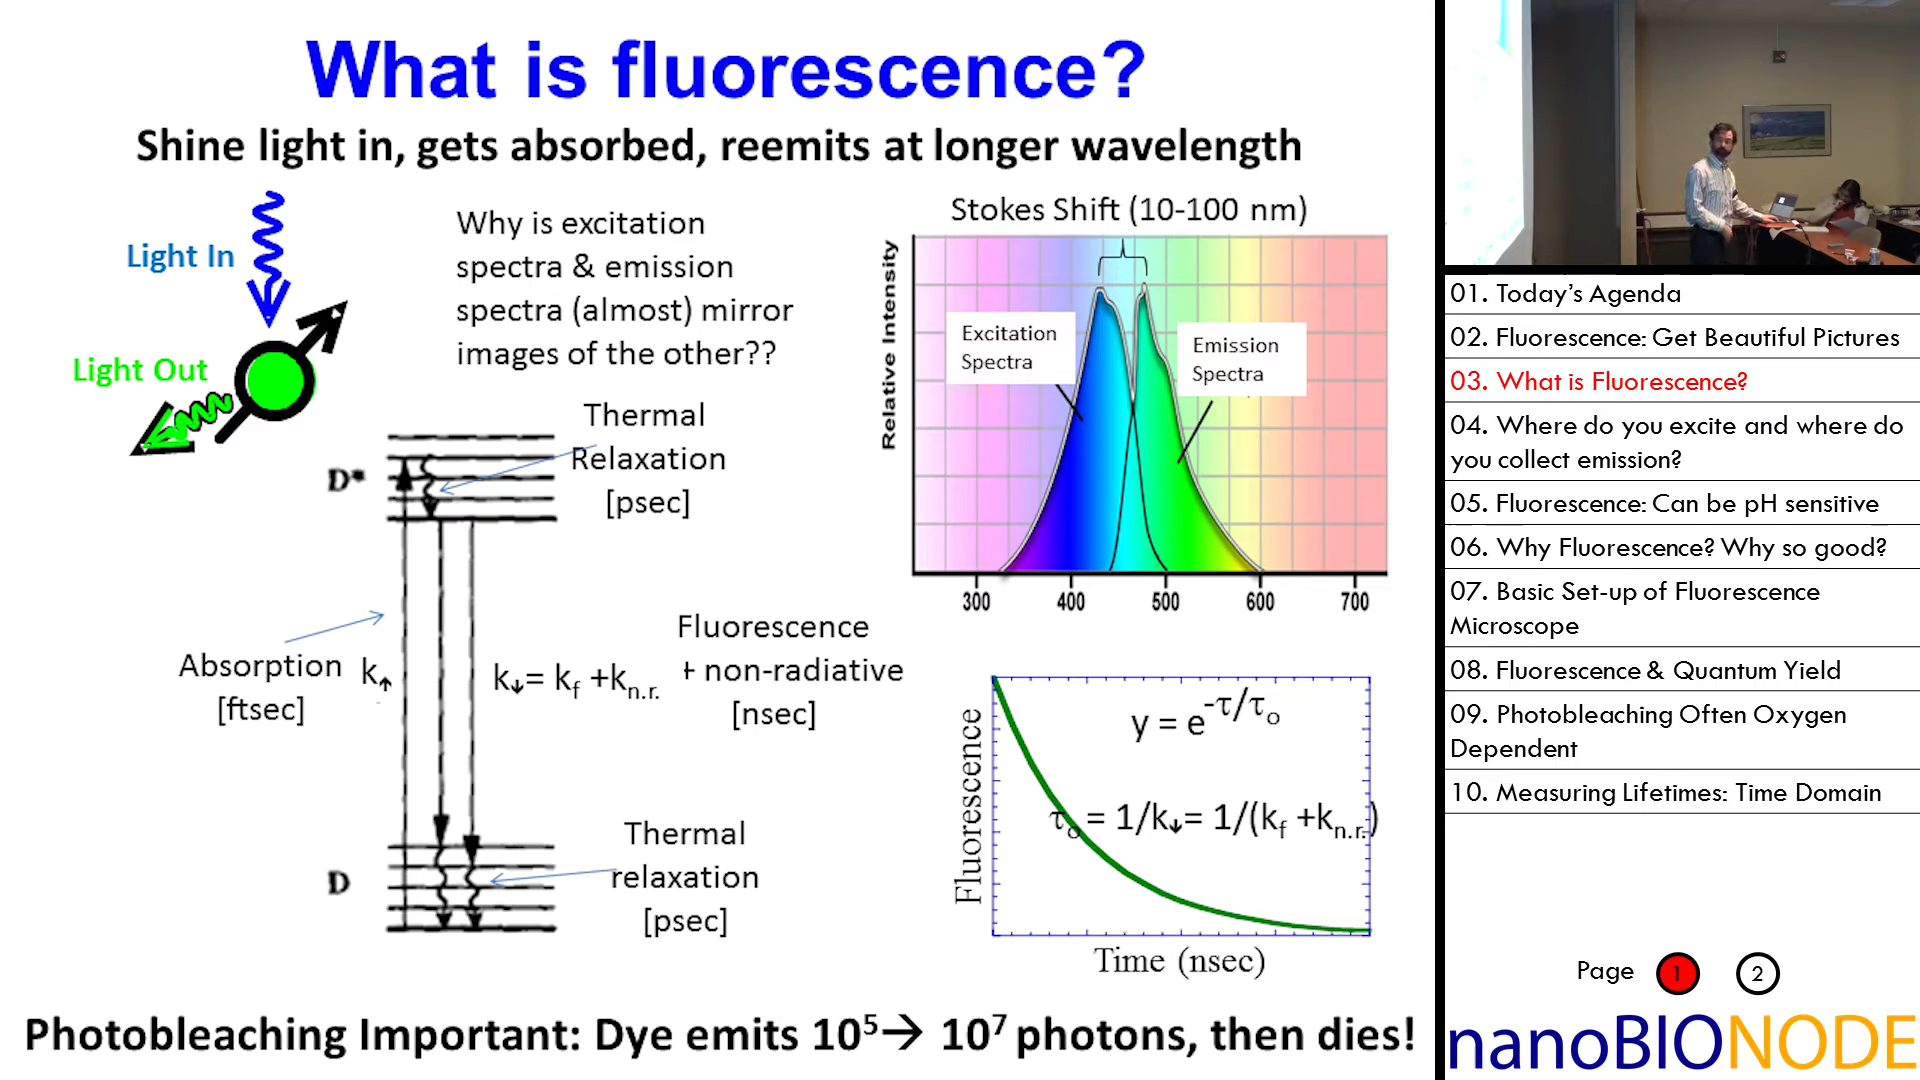 What is fluorescence?
Shine light in, gets absorbed, reemits at longer wavelength
Light In
Light Out
Why is excitation
spectra & emission
spectra (almost) mirror
images of the other??
Stokes Shift (10-100 nm)
Relative Intensity
Excitation
Spectra
Emission
Spectra
300 400 500 600 700
Thermal
Relaxation
[psec]
D*
Absorption
[ftsec]
k↑
k↓= kf +kn.r.
Fluorescence
+ non-radiative
[nsec]
Thermal
relaxation
[psec]
D
Fluorescence
y = e^-τ/τo
τo = 1/k↓= 1/(kf +kn.r.)
Time (nsec)
Photobleaching Important: Dye emits 10⁵→ 10⁷ photons, then dies!
01. Today's Agenda
02. Fluorescence: Get Beautiful Pictures
03. What is Fluorescence?
04. Where do you excite and where do
you collect emission?
05. Fluorescence: Can be pH sensitive
06. Why Fluorescence? Why so good?
07. Basic Set-up of Fluorescence
Microscope
08. Fluorescence & Quantum Yield
09. Photobleaching Often Oxygen
Dependent
10. Measuring Lifetimes: Time Domain
Page 1 2
nanoBIONODE